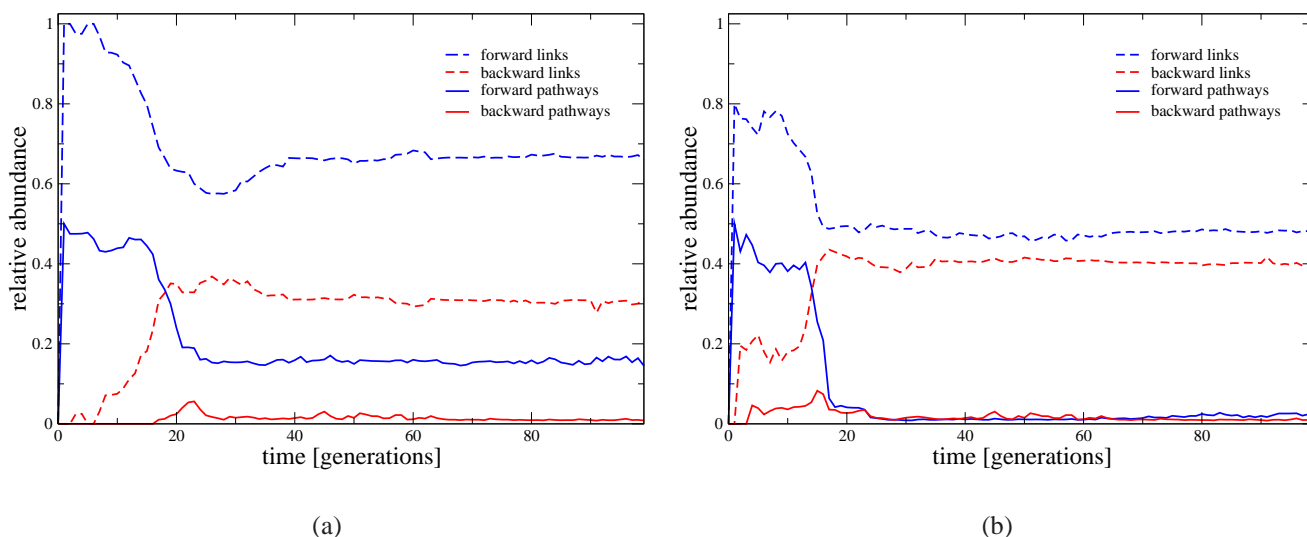 1
0.8
0.6
0.4
0.2
0
relative abundance
0
20
40
60
80
time [generations]
forward links
backward links
forward pathways
backward pathways
(a)
1
0.8
0.6
0.4
0.2
0
relative abundance
0
20
40
60
80
time [generations]
forward links
backward links
forward pathways
backward pathways
(b)